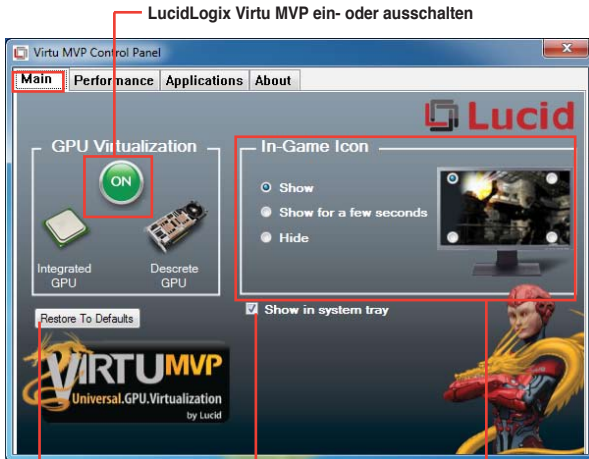 LucidLogix Virtu MVP ein- oder ausschalten
Virtu MVP Control Panel
Main Performance Applications About
Lucid
GPU Virtualization
In-Game Icon
ON
Show
Show for a few seconds
Hide
Integrated GPU
Descrete GPU
Restore To Defaults
Show in system tray
VIRTU MVP
Universal.GPU.Virtualization
by Lucid